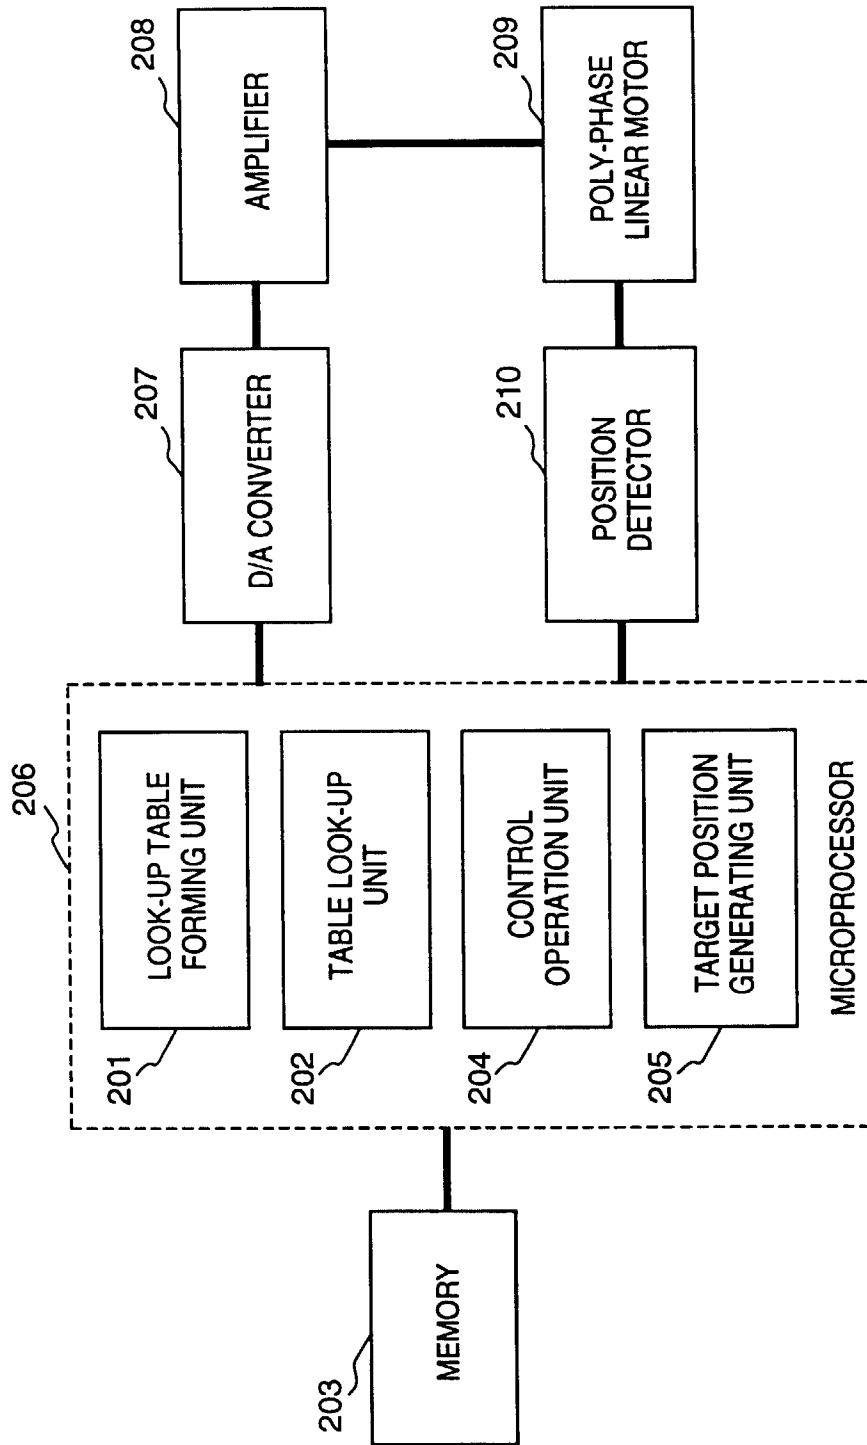 206
201
LOOK-UP TABLE
FORMING UNIT
202
TABLE LOOK-UP
UNIT
204
CONTROL
OPERATION UNIT
205
TARGET POSITION
GENERATING UNIT
MICROPROCESSOR
203
MEMORY
207
D/A CONVERTER
208
AMPLIFIER
210
POSITION
DETECTOR
209
POLY-PHASE
LINEAR MOTOR